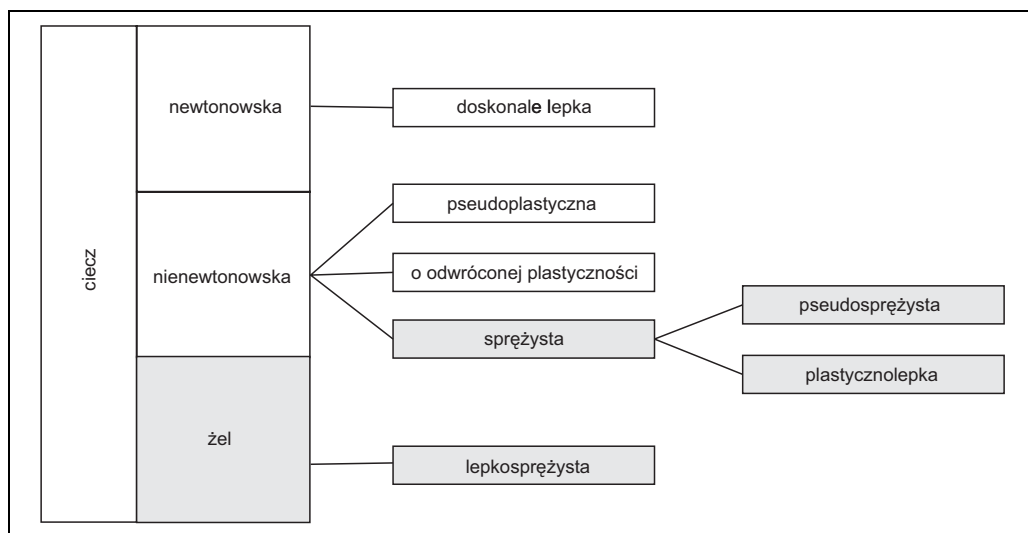 ciecz
newtonowska
doskonale lepka
nienewtonowska
pseudoplastyczna
o odwróconej plastyczności
sprężysta
pseudosprężysta
plastycznolepka
żel
lepkosprężysta